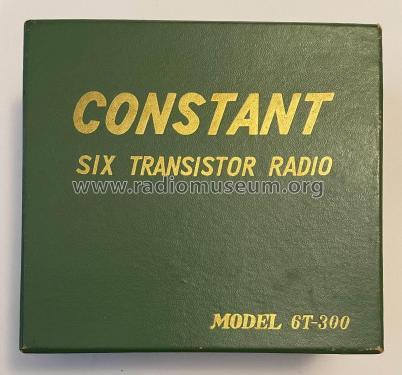 CONSTANT
SIX TRANSISTOR RADIO
www.radiomuseum.org
MODEL 6T-300